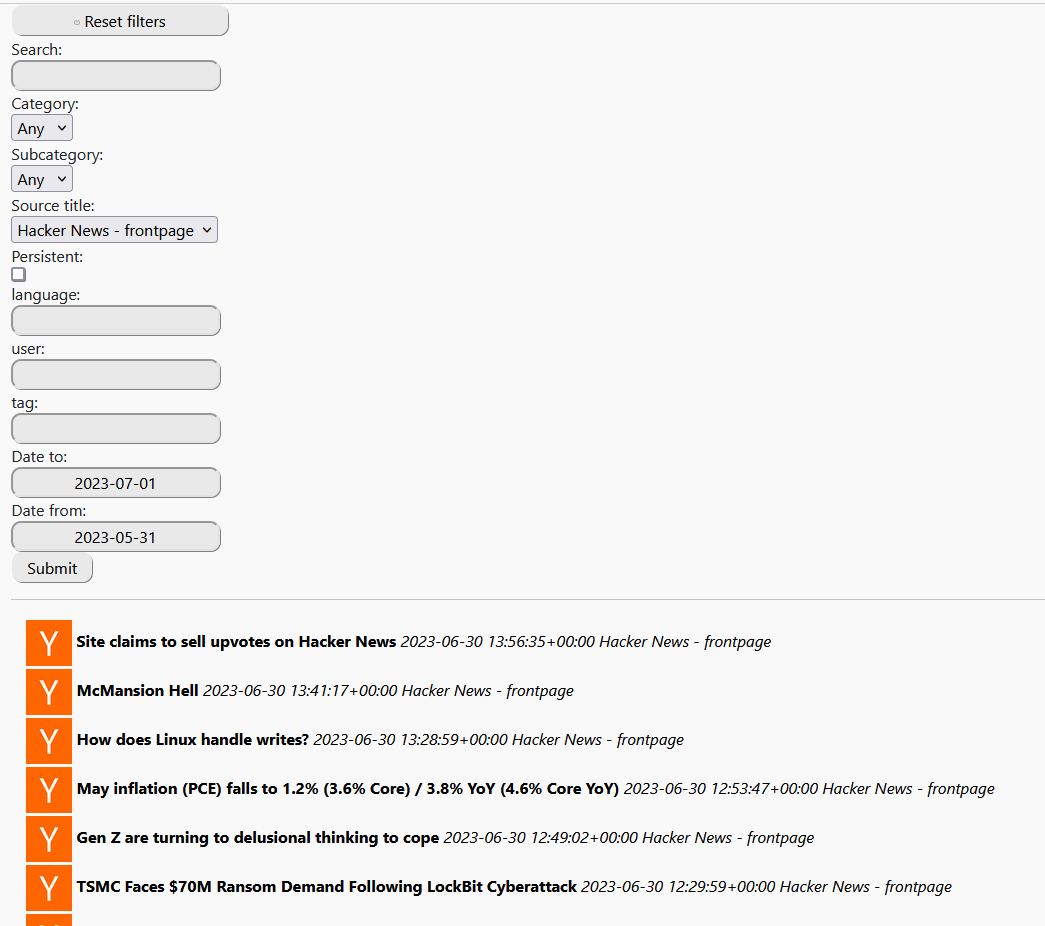 Reset filters
Search:
Category:
Any
Subcategory:
Any
Source title:
Hacker News - frontpage
Persistent:
language:
user:
tag:
Date to:
2023-07-01
Date from:
2023-05-31
Submit
Y Site claims to sell upvotes on Hacker News 2023-06-30 13:56:35+00:00 Hacker News - frontpage
Y McMansion Hell 2023-06-30 13:41:17+00:00 Hacker News - frontpage
Y How does Linux handle writes? 2023-06-30 13:28:59+00:00 Hacker News - frontpage
Y May inflation (PCE) falls to 1.2% (3.6% Core) / 3.8% YoY (4.6% Core YoY) 2023-06-30 12:53:47+00:00 Hacker News - frontpage
Y Gen Z are turning to delusional thinking to cope 2023-06-30 12:49:02+00:00 Hacker News - frontpage
Y TSMC Faces $70M Ransom Demand Following LockBit Cyberattack 2023-06-30 12:29:59+00:00 Hacker News - frontpage